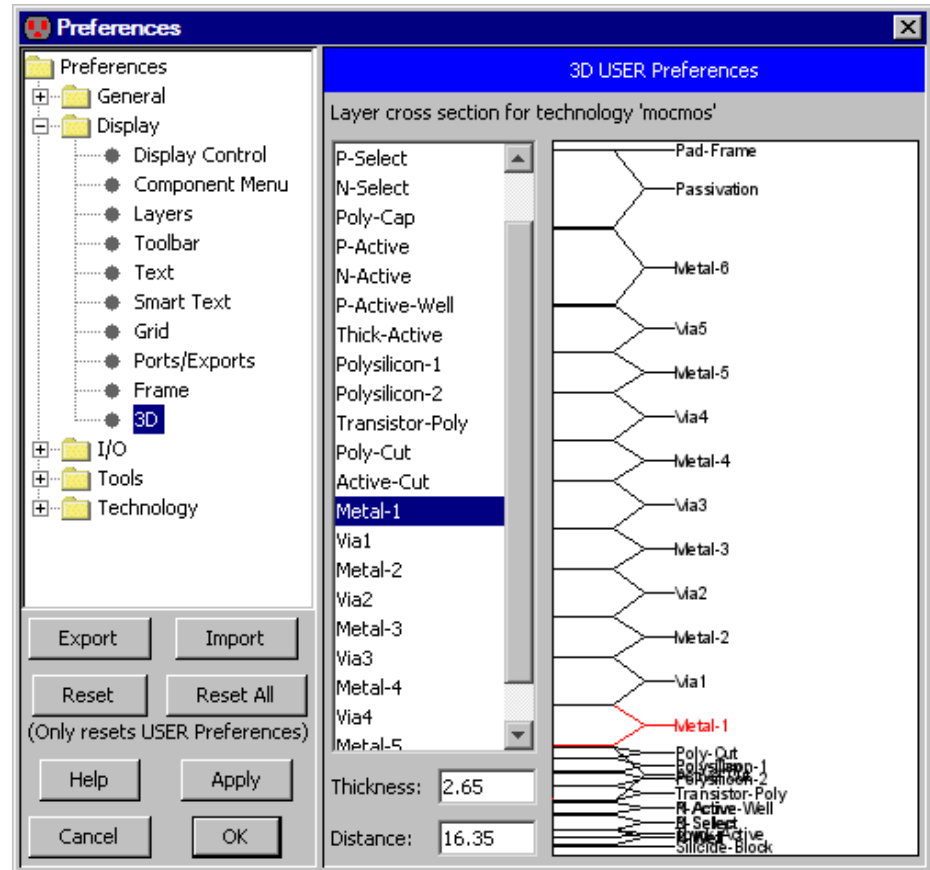 Preferences
Preferences
General
Display
Display Control
Component Menu
Layers
Toolbar
Text
Smart Text
Grid
Ports/Exports
Frame
3D
I/O
Tools
Technology
Export
Import
Reset
Reset All
(Only resets USER Preferences)
Help
Apply
Cancel
OK
3D USER Preferences
Layer cross section for technology 'mocmos'
P-Select
N-Select
Poly-Cap
P-Active
N-Active
P-Active-Well
Thick-Active
Polysilicon-1
Polysilicon-2
Transistor-Poly
Poly-Cut
Active-Cut
Metal-1
Via1
Metal-2
Via2
Metal-3
Via3
Metal-4
Via4
Metal-5
Thickness: 2.65
Distance: 16.35
Pad-Frame
Passivation
Metal-6
Via5
Metal-5
Via4
Metal-4
Via3
Metal-3
Via2
Metal-2
Via1
Metal-1
Poly-Cut
Transistor-Poly
Silicide-Block